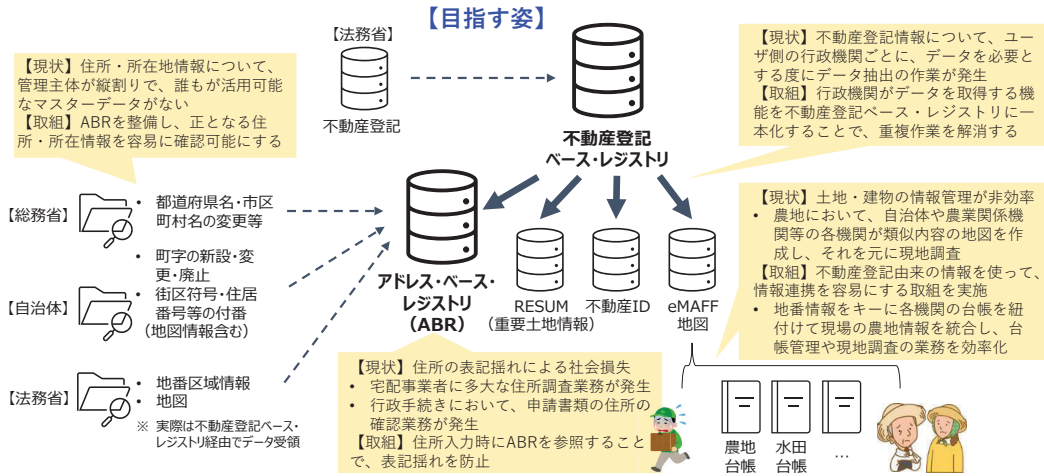 【目指す姿】
【現状】住所・所在地情報について、
管理主体が縦割りで、誰もが活用可能
なマスターデータがない
【取組】ABRを整備し、正となる住
所・所在情報を容易に確認可能にする
【法務省】
不動産登記
不動産登記
ベース・レジストリ
【現状】不動産登記情報について、ユー
ザ側の行政機関ごとに、データを必要と
する度にデータ抽出の作業が発生
【取組】行政機関がデータを取得する機
能を不動産登記ベース・レジストリに一
本化することで、重複作業を解消する
【総務省】
• 都道府県名・市区
町村名の変更等
【自治体】
• 町字の新設・変
更・廃止
• 街区符号・住居
番号等の付番
(地図情報含む)
【法務省】
• 地番区域情報
• 地図
※ 実際は不動産登記ベース・
レジストリ経由でデータ受領
アドレス・ベース・
レジストリ
（ABR）
RESUM
（重要土地情報）
不動産ID
eMAFF
地図
【現状】土地・建物の情報管理が非効率
• 農地において、自治体や農業関係機
関等の各機関が類似内容の地図を作
成し、それを元に現地調査
【取組】不動産登記由来の情報を使って、
情報連携を容易にする取組を実施
• 地番情報をキーに各機関の台帳を紐
付けて現場の農地情報を統合し、台
帳管理や現地調査の業務を効率化
【現状】住所の表記揺れによる社会損失
• 宅配事業者に多大な住所調査業務が発生
• 行政手続きにおいて、申請書類の住所の
確認業務が発生
【取組】住所入力時にABRを参照すること
で、表記揺れを防止
農地
台帳
水田
台帳
…